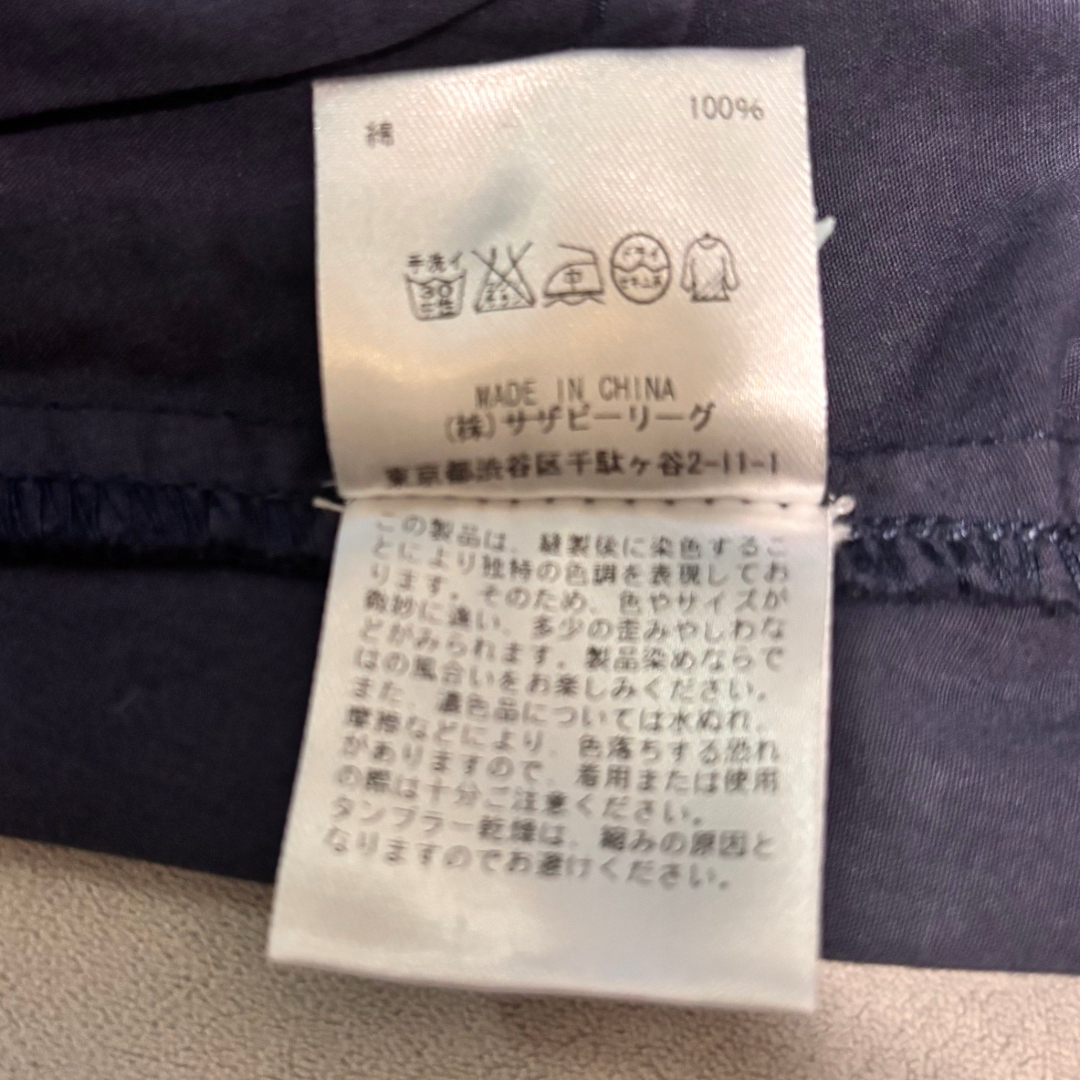 綿 100%
手洗イ
30
中性
中
MADE IN CHINA
(株)サザビーリーグ
東京都渋谷区千駄ヶ谷2-11-1
この製品は、縫製後に染色するこ
とにより独特の色調を表現してお
ります。そのため、色やサイズが
微妙に違い、多少の歪みやしわな
どがみられます。製品染めならで
はの風合いをお楽しみください。
また、濃色品については水ぬれ、
摩擦などにより、色落ちする恐れ
がありますので、着用または使用
の際は十分ご注意ください。
タンブラー乾燥は、縮みの原因と
なりますのでお避けください。